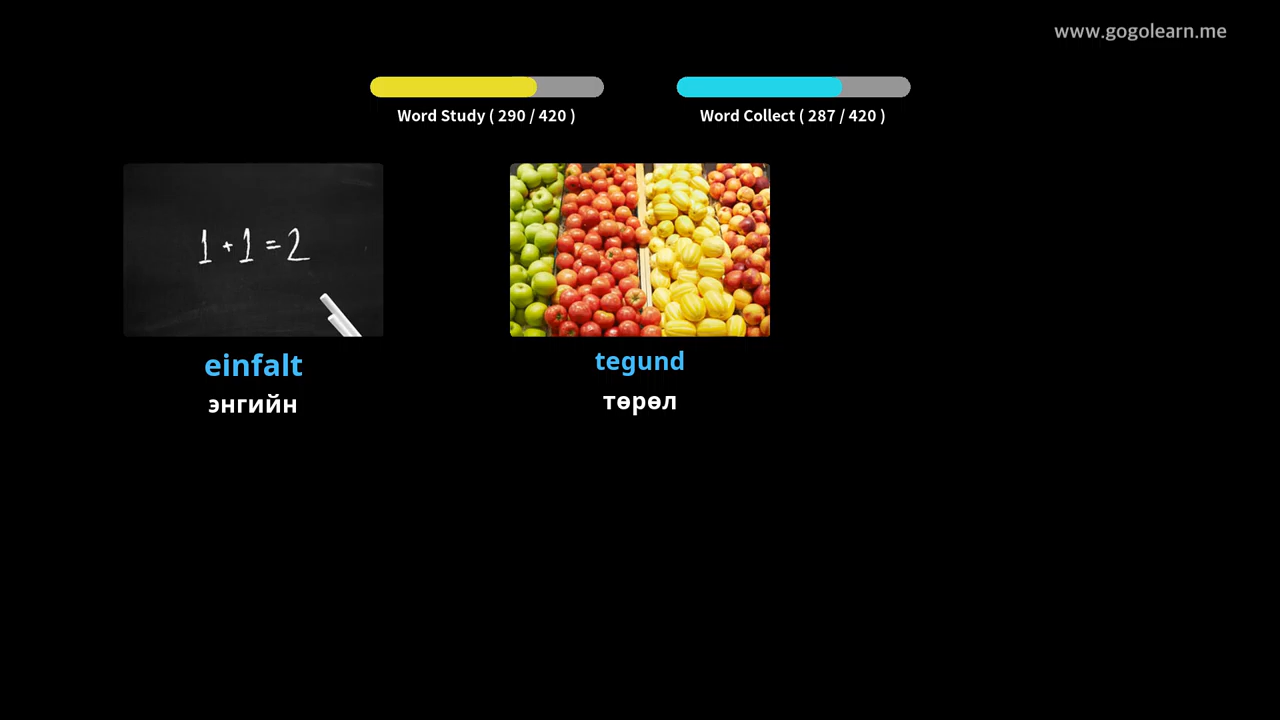 www.gogolearn.me
Word Study ( 290 / 420 )
Word Collect ( 287 / 420 )
1 + 1 = 2
einfalt
энгийн
tegund
төрөл